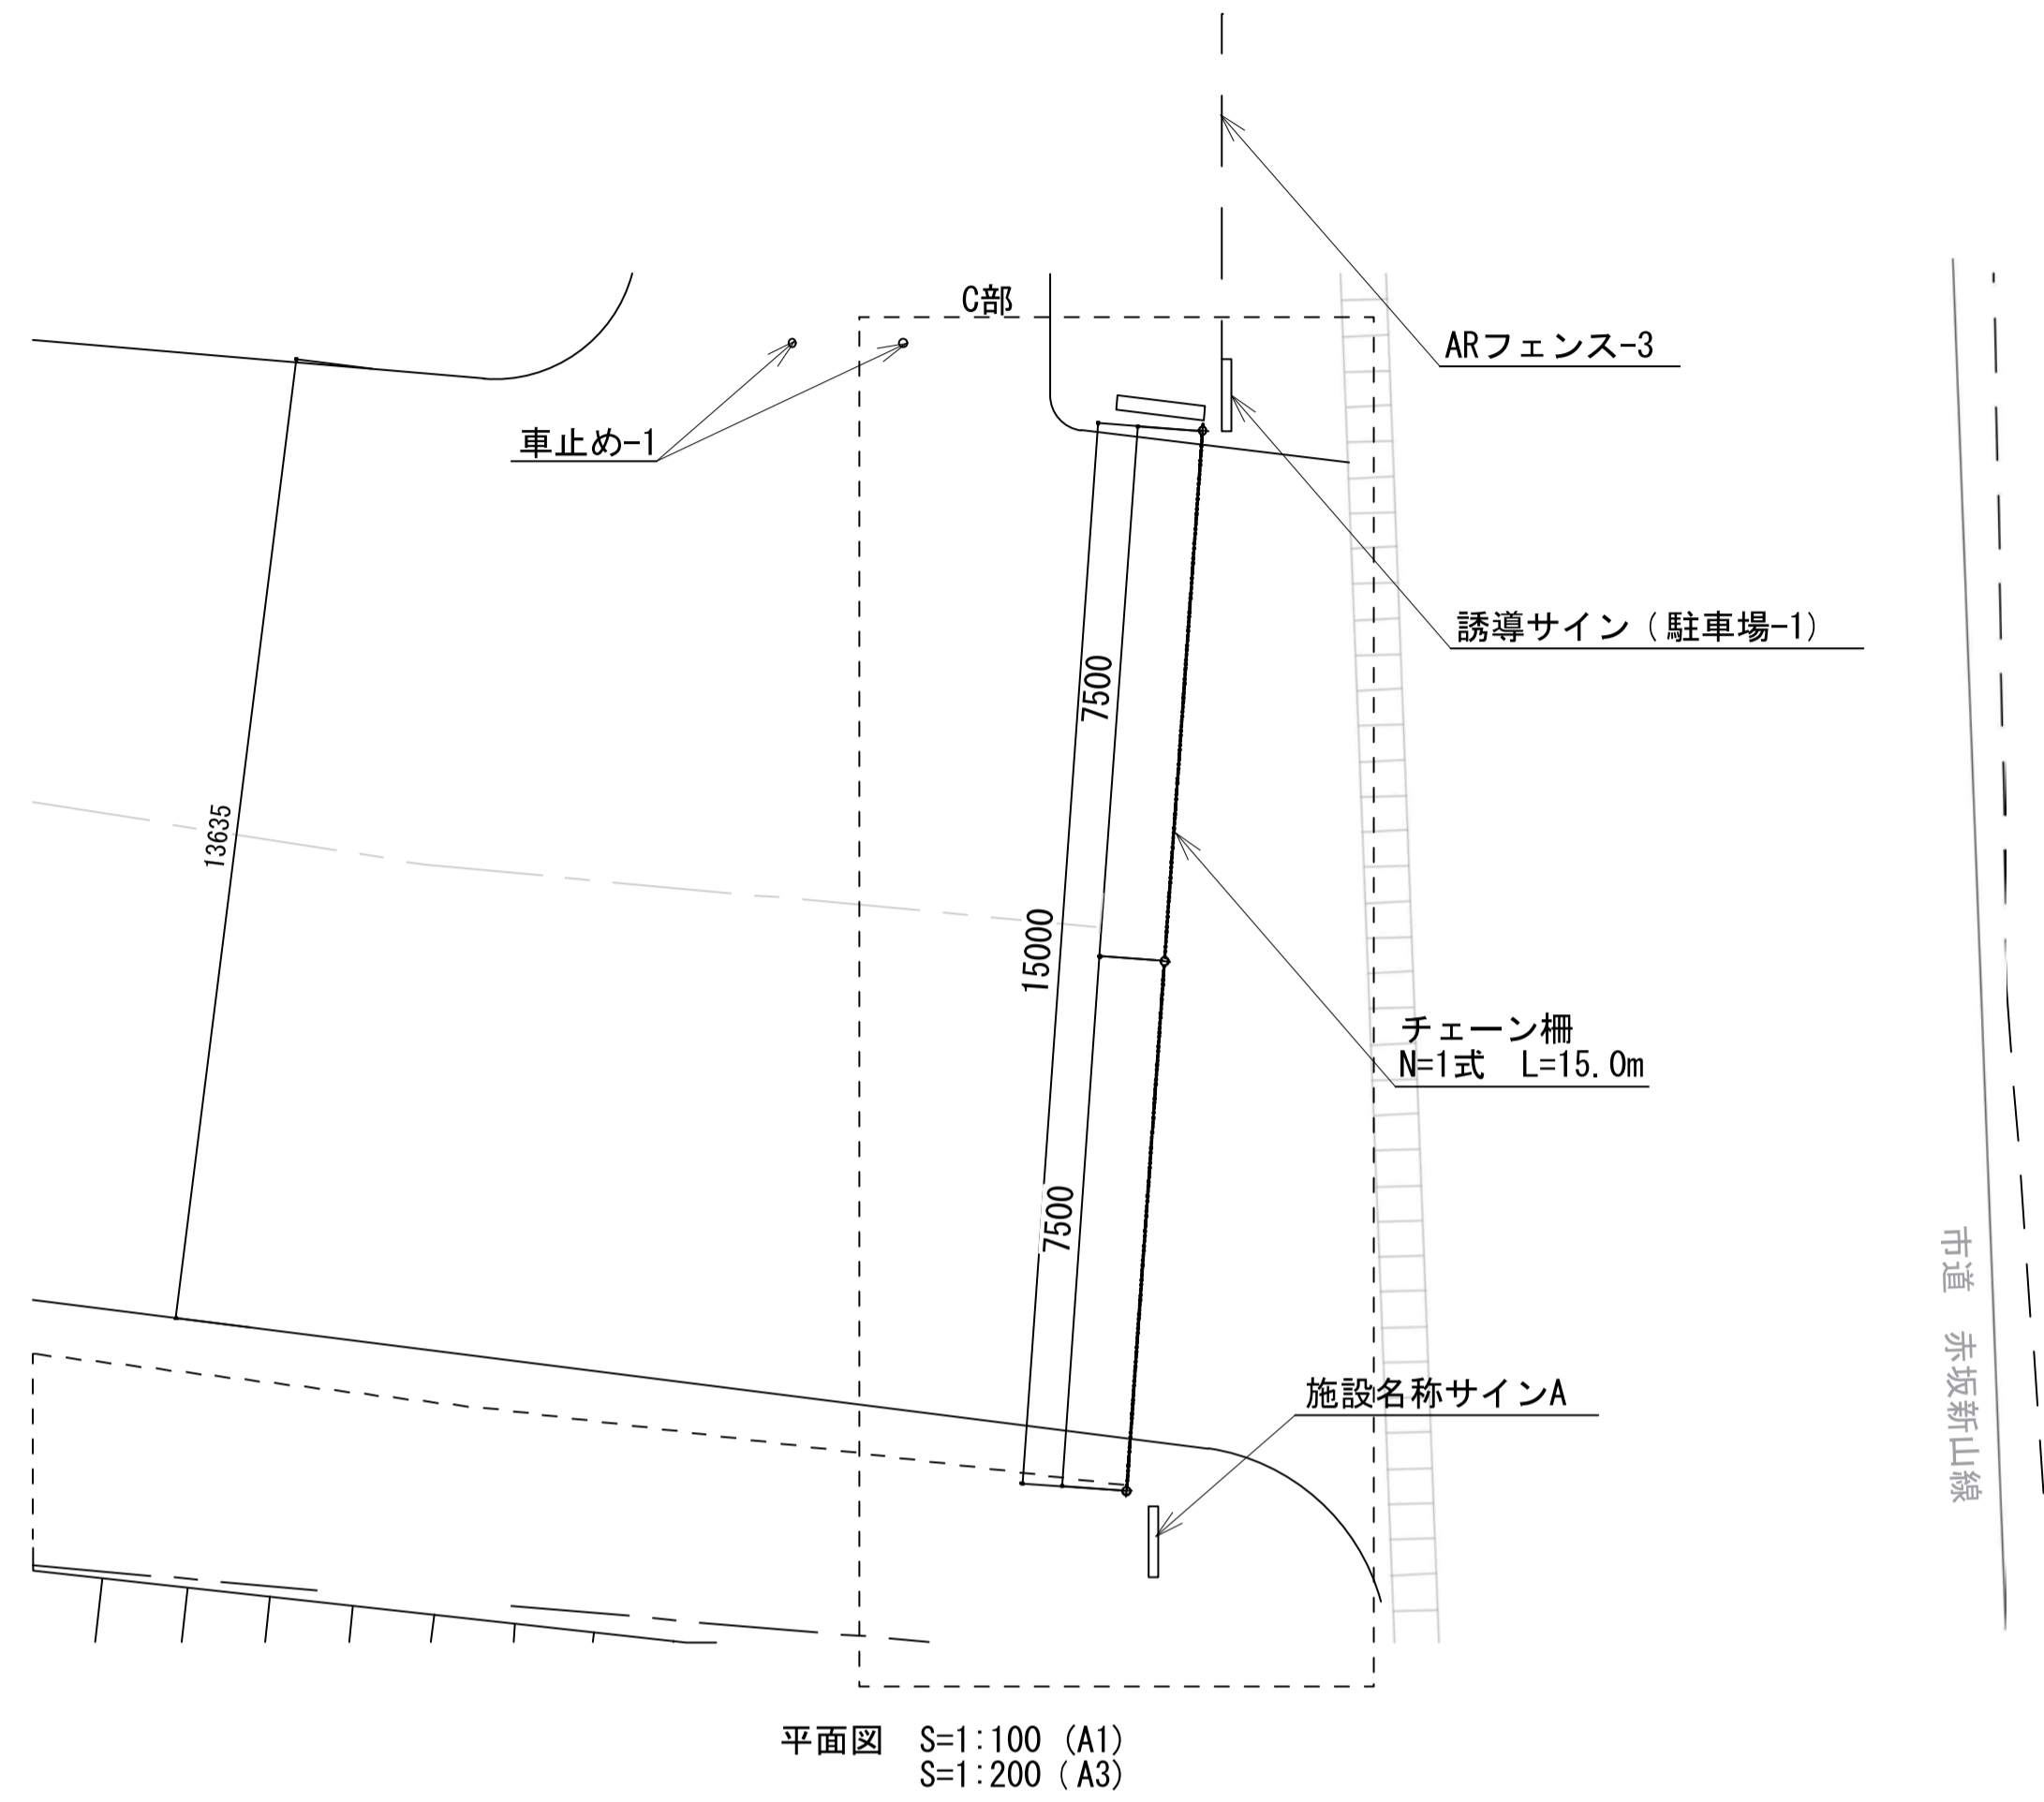 C部
ARフェンス-3
車止め-1
誘導サイン(駐車場-1)
7500
13635
15000
チェーン柵
N=1式 L=15.0m
7500
市道 赤坂新山線
施設名称サインA
平面図 S=1:100 (A1)
S=1:200 (A3)